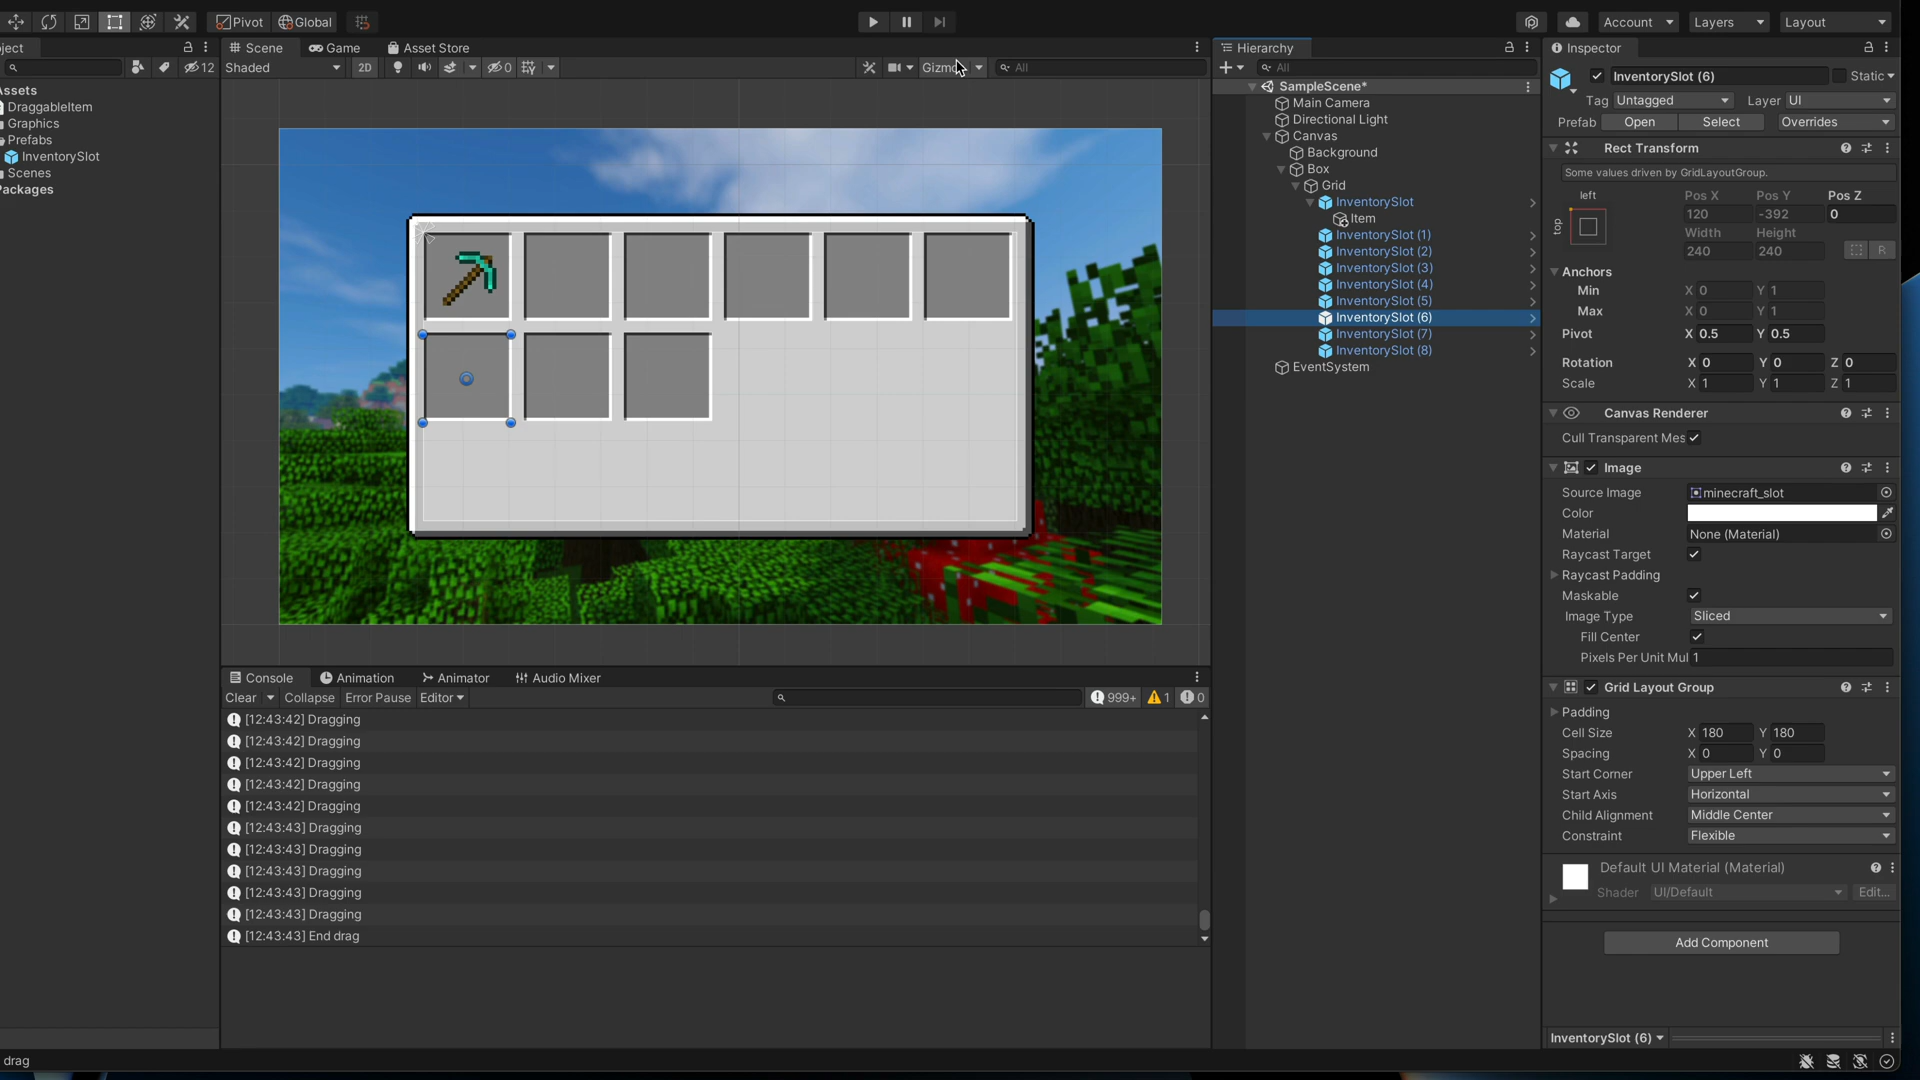 Pivot Global Account Layers Layout
ject Scene Game Asset Store Hierarchy Inspector
12 Shaded 2D 0 Gizm All All
InventorySlot (6) Static
Tag Untagged Layer UI
Prefab Open Select Overrides
Assets
DraggableItem
Graphics
Prefabs
InventorySlot
Scenes
Packages
SampleScene*
Main Camera
Directional Light
Canvas
Background
Box
Grid
InventorySlot
Item
InventorySlot (1)
InventorySlot (2)
InventorySlot (3)
InventorySlot (4)
InventorySlot (5)
InventorySlot (6)
InventorySlot (7)
InventorySlot (8)
EventSystem
Rect Transform
Some values driven by GridLayoutGroup.
left Pos X Pos Y Pos Z
top 120 -392 0
Width Height
240 240 R
Anchors
Min X 0 Y 1
Max X 0 Y 1
Pivot X 0.5 Y 0.5
Rotation X 0 Y 0 Z 0
Scale X 1 Y 1 Z 1
Canvas Renderer
Cull Transparent Mes
Image
Source Image minecraft_slot
Color
Material None (Material)
Raycast Target
Raycast Padding
Maskable
Image Type Sliced
Fill Center
Pixels Per Unit Mul 1
Grid Layout Group
Padding
Cell Size X 180 Y 180
Spacing X 0 Y 0
Start Corner Upper Left
Start Axis Horizontal
Child Alignment Middle Center
Constraint Flexible
Default UI Material (Material)
Shader UI/Default Edit...
Add Component
InventorySlot (6)
Console Animation Animator Audio Mixer
Clear Collapse Error Pause Editor 999+ 1 0
[12:43:42] Dragging
[12:43:42] Dragging
[12:43:42] Dragging
[12:43:42] Dragging
[12:43:42] Dragging
[12:43:43] Dragging
[12:43:43] Dragging
[12:43:43] Dragging
[12:43:43] Dragging
[12:43:43] Dragging
[12:43:43] End drag
drag